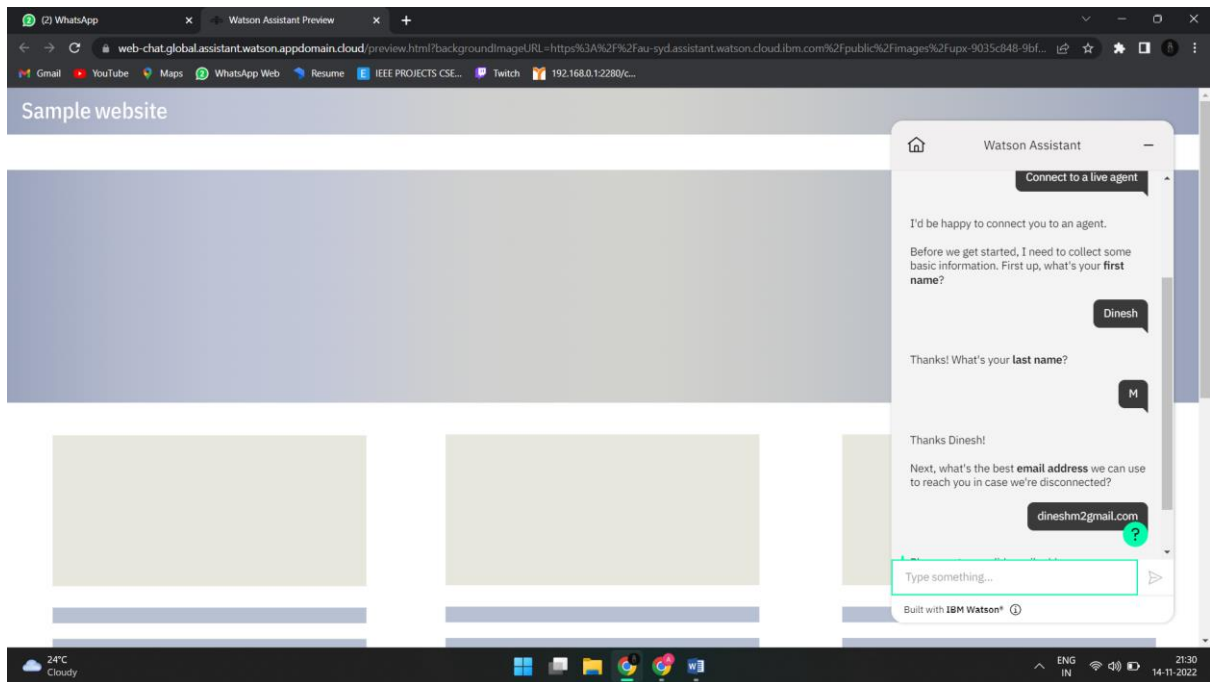 (2) WhatsApp
Watson Assistant Preview
web-chat.global.assistant.watson.appdomain.cloud/preview.html?backgroundImageURL=https%3A%2F%2Fau-syd.assistant.watson.cloud.ibm.com%2Fpublic%2Fimages%2Fupx-9035c848-9bf...
Gmail YouTube Maps WhatsApp Web Resume IEEE PROJECTS CSE... Twitch 192.168.0.1:2280/c...
Sample website
Watson Assistant
Connect to a live agent
I'd be happy to connect you to an agent.
Before we get started, I need to collect some
basic information. First up, what's your first
name?
Dinesh
Thanks! What's your last name?
M
Thanks Dinesh!
Next, what's the best email address we can use
to reach you in case we're disconnected?
dineshm2gmail.com
?
Type something...
Built with IBM Watson®
24°C
Cloudy
ENG
IN
21:30
14-11-2022